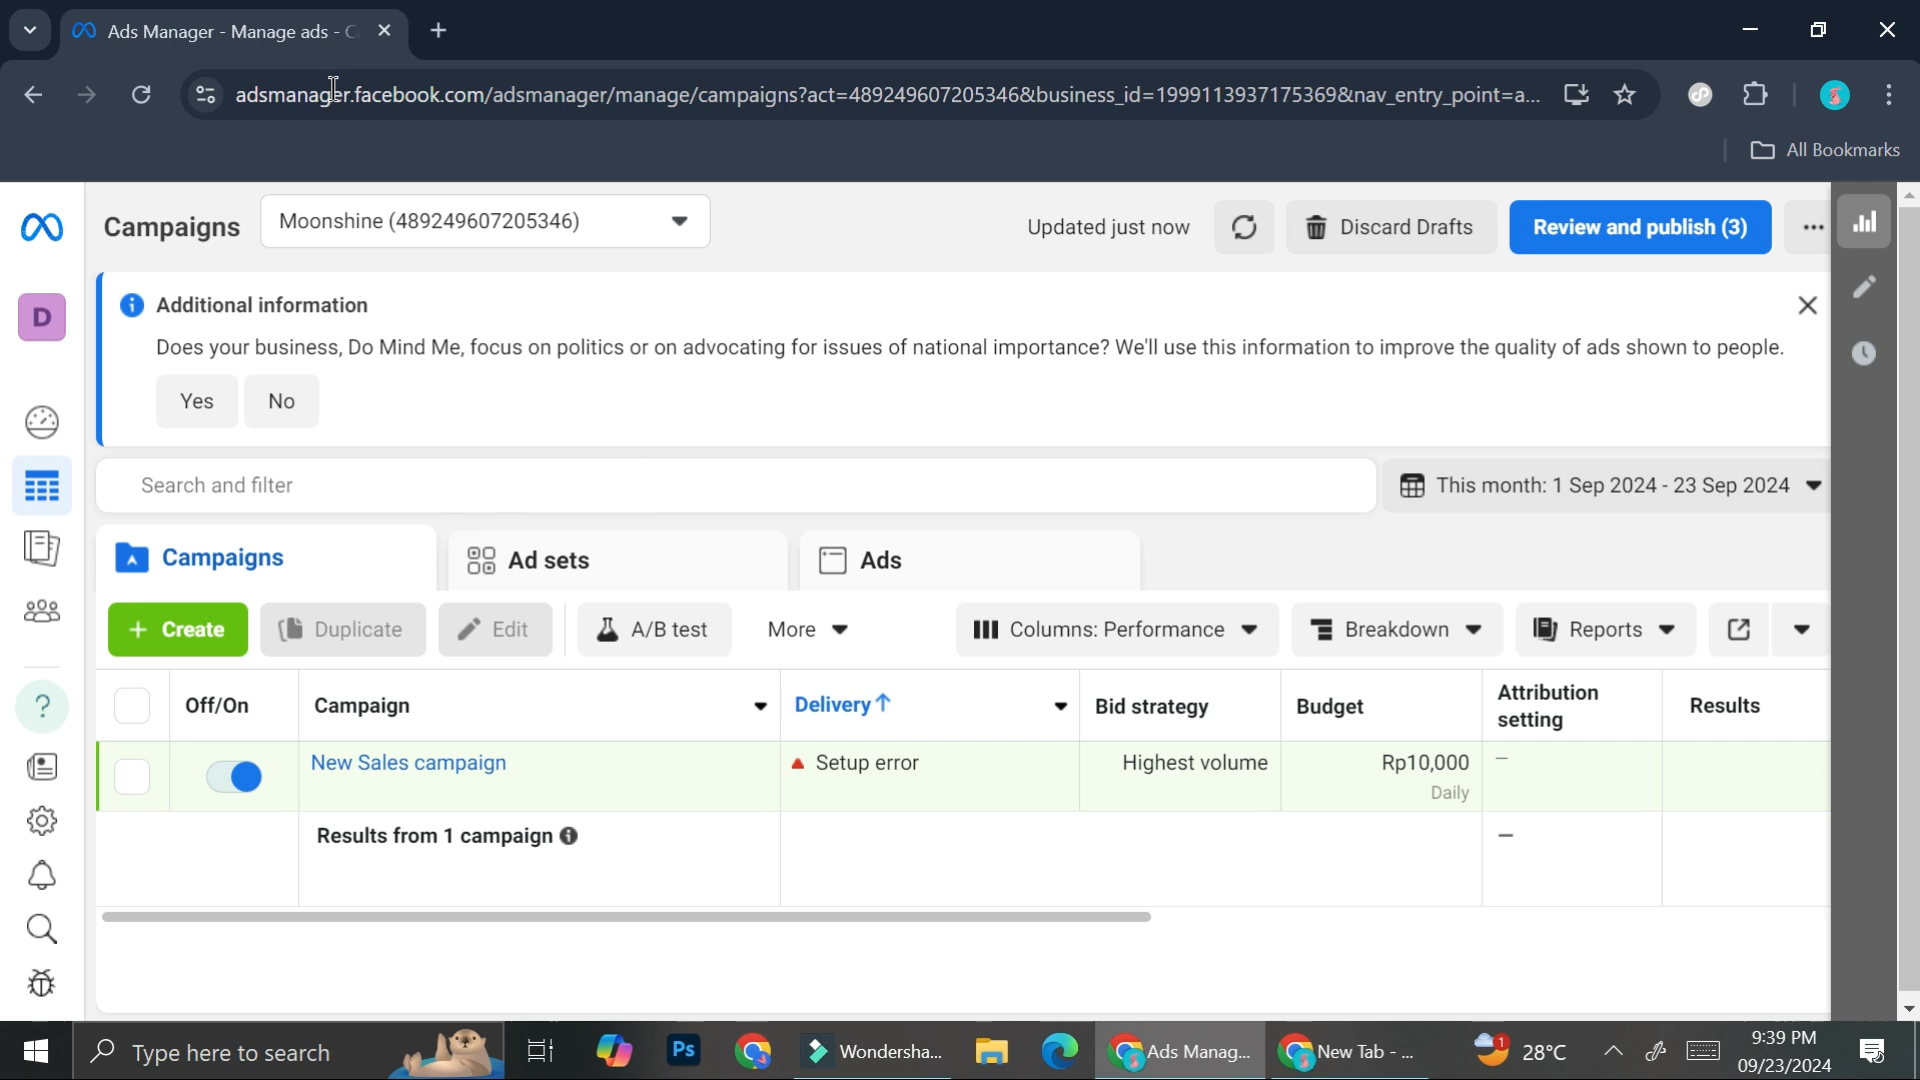 Ads Manager - Manage ads - C
adsmanager.facebook.com/adsmanager/manage/campaigns?act=489249607205346&business_id=1999113937175369&nav_entry_point=a...
All Bookmarks
Campaigns
Moonshine (489249607205346)
Updated just now
Discard Drafts
Review and publish (3)
D
Additional information
Does your business, Do Mind Me, focus on politics or on advocating for issues of national importance? We'll use this information to improve the quality of ads shown to people.
Yes
No
Search and filter
This month: 1 Sep 2024 - 23 Sep 2024
Campaigns
Ad sets
Ads
+ Create
Duplicate
Edit
A/B test
More
Columns: Performance
Breakdown
Reports
Off/On
Campaign
Delivery↑
Bid strategy
Budget
Attribution
setting
Results
New Sales campaign
Setup error
Highest volume
Rp10,000
Daily
—
Results from 1 campaign
—
Type here to search
Ps
Wondersha...
Ads Manag...
New Tab - ...
1
28°C
9:39 PM
09/23/2024